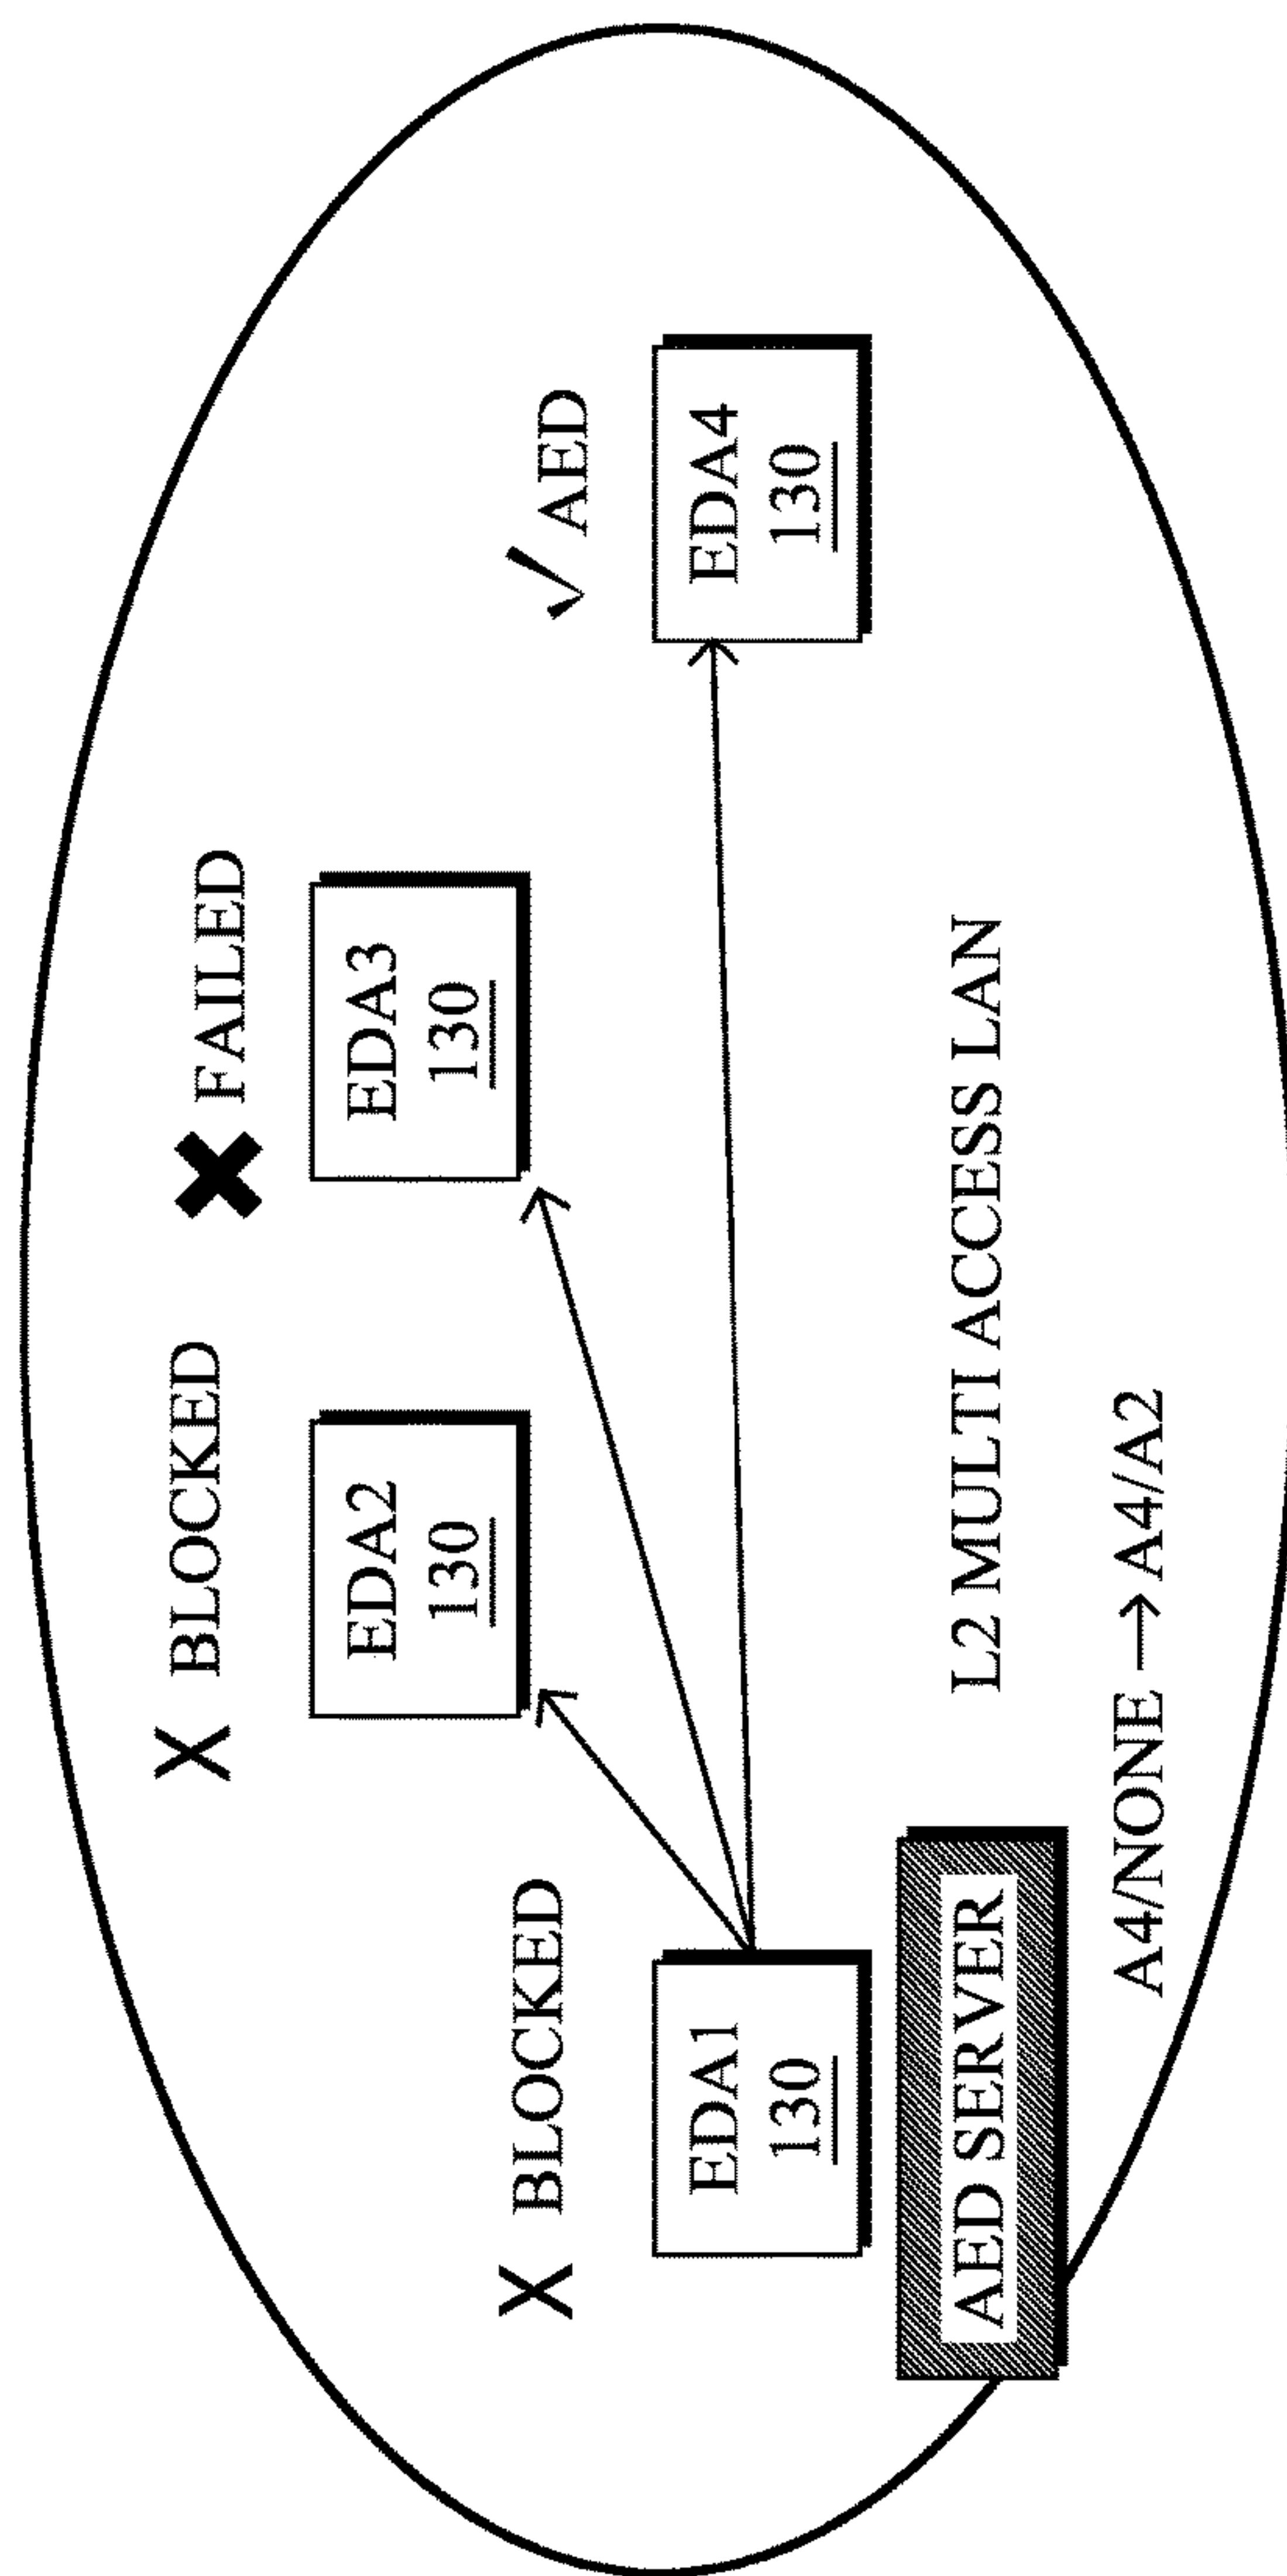 X BLOCKED
✖ FAILED
EDA2
130
EDA3
130
X BLOCKED
✓ AED
EDA1
130
EDA4
130
AED SERVER
L2 MULTI ACCESS LAN
A4/NONE → A4/A2